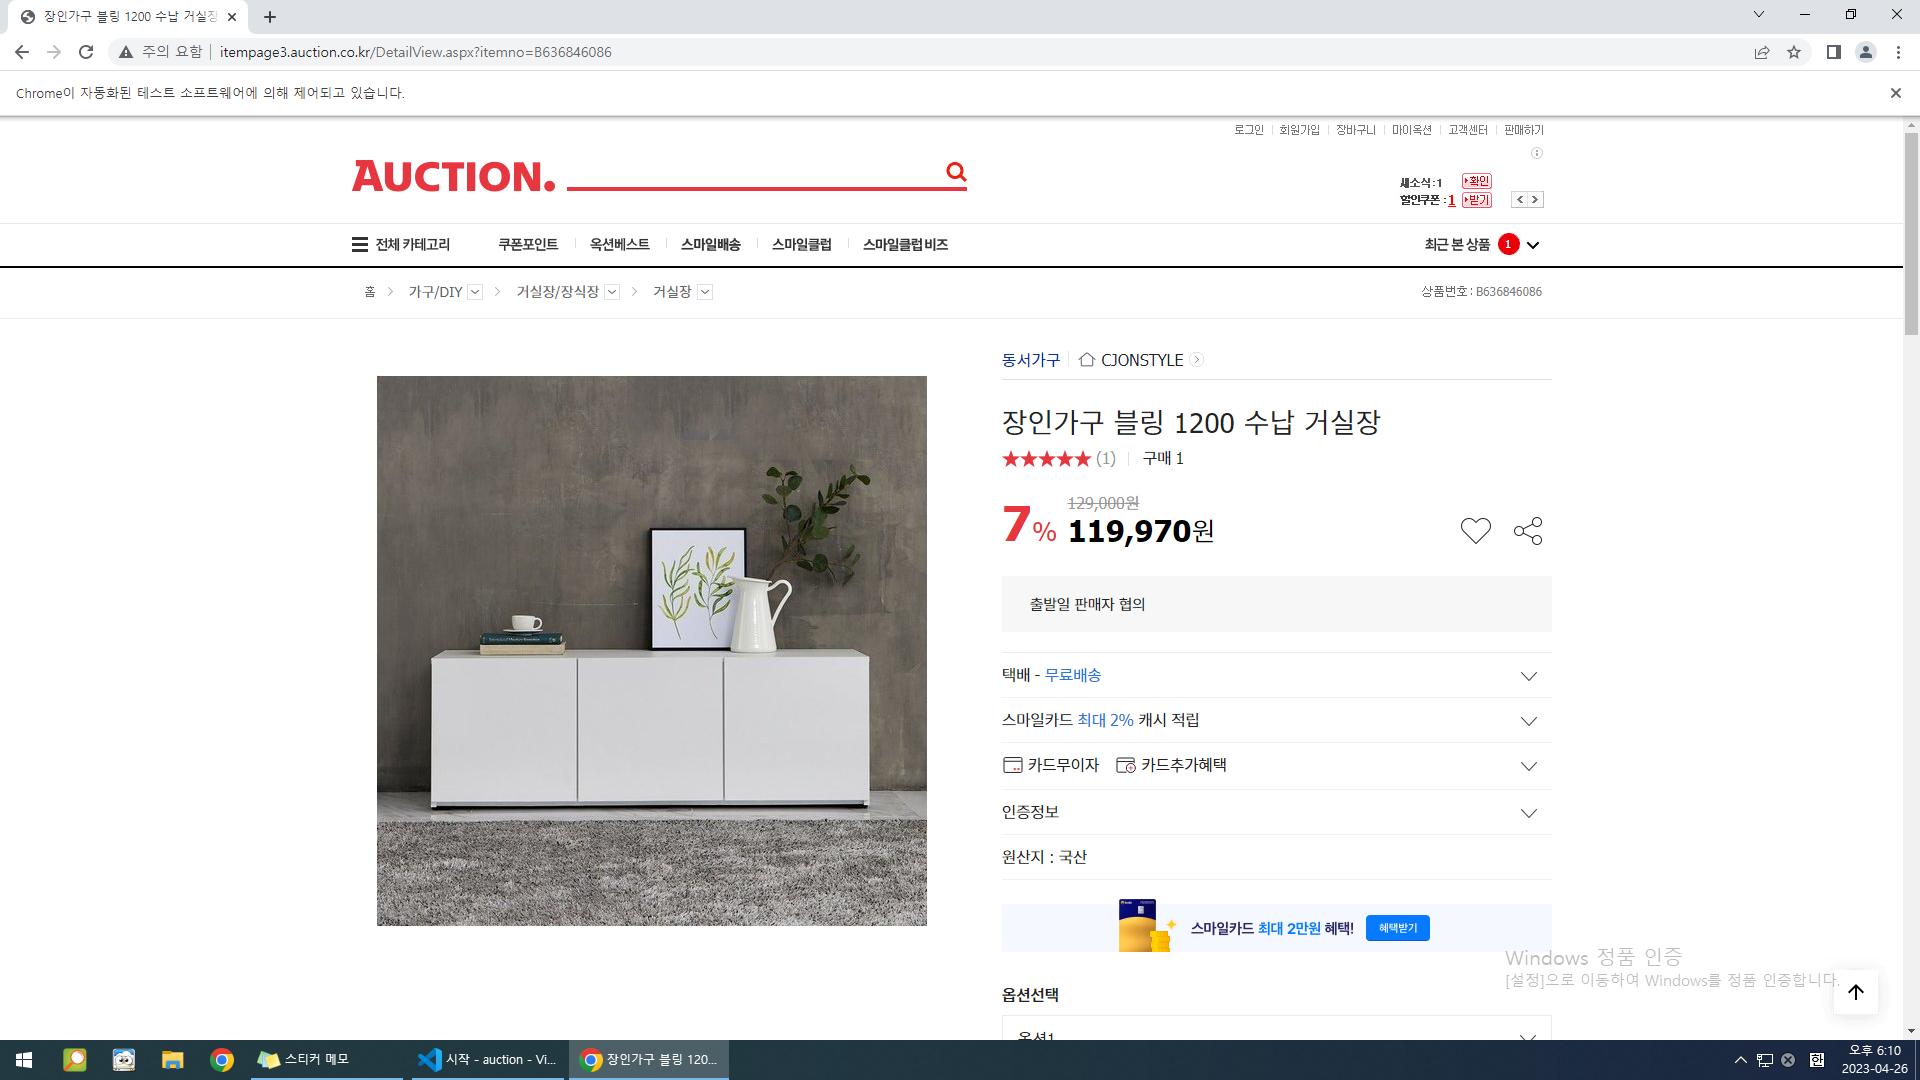 장인가구 블링 1200 수납 거실장
주의 요함 itempage3.auction.co.kr/DetailView.aspx?itemno=B636846086
Chrome이 자동화된 테스트 소프트웨어에 의해 제어되고 있습니다.
로그인 회원가입 장바구니 마이옥션 고객센터 판매하기
AUCTION.
새소식 : 1 확인
할인쿠폰 : 1 받기
전체 카테고리 쿠폰포인트 옥션베스트 스마일배송 스마일클럽 스마일클럽 비즈 최근 본 상품 1
홈 가구/DIY 거실장/장식장 거실장 상품번호 : B636846086
동서가구 CJONSTYLE
장인가구 블링 1200 수납 거실장
(1) 구매 1
129,000원
7% 119,970원
출발일 판매자 협의
택배 - 무료배송
스마일카드 최대 2% 캐시 적립
카드무이자 카드추가혜택
인증정보
원산지 : 국산
스마일카드 최대 2만원 혜택! 혜택받기
Windows 정품 인증
[설정]으로 이동하여 Windows를 정품 인증합니다.
옵션선택
옵션1
스티커 메모 시작 - auction - Vi... 장인가구 블링 120... 한 오후 6:10
2023-04-26